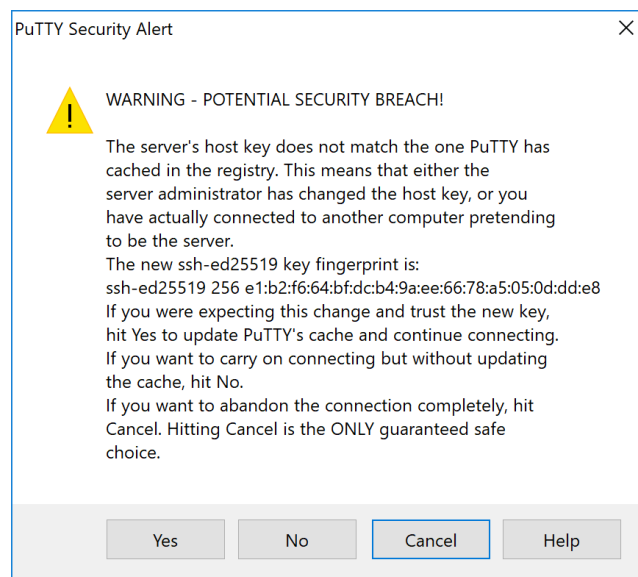 PuTTY Security Alert
WARNING - POTENTIAL SECURITY BREACH!
The server's host key does not match the one PuTTY has
cached in the registry. This means that either the
server administrator has changed the host key, or you
have actually connected to another computer pretending
to be the server.
The new ssh-ed25519 key fingerprint is:
ssh-ed25519 256 e1:b2:f6:64:bf:dc:b4:9a:ee:66:78:a5:05:0d:dd:e8
If you were expecting this change and trust the new key,
hit Yes to update PuTTY's cache and continue connecting.
If you want to carry on connecting but without updating
the cache, hit No.
If you want to abandon the connection completely, hit
Cancel. Hitting Cancel is the ONLY guaranteed safe
choice.
Yes No Cancel Help